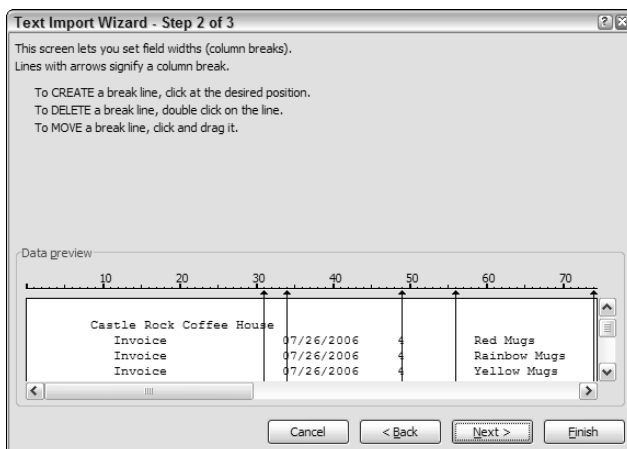 Text Import Wizard - Step 2 of 3
This screen lets you set field widths (column breaks).
Lines with arrows signify a column break.
To CREATE a break line, click at the desired position.
To DELETE a break line, double click on the line.
To MOVE a break line, click and drag it.
Data preview
10 20 30 40 50 60 70
Castle Rock Coffee House
Invoice 07/26/2006 4 Red Mugs
Invoice 07/26/2006 4 Rainbow Mugs
Invoice 07/26/2006 4 Yellow Mugs
Cancel < Back Next > Finish